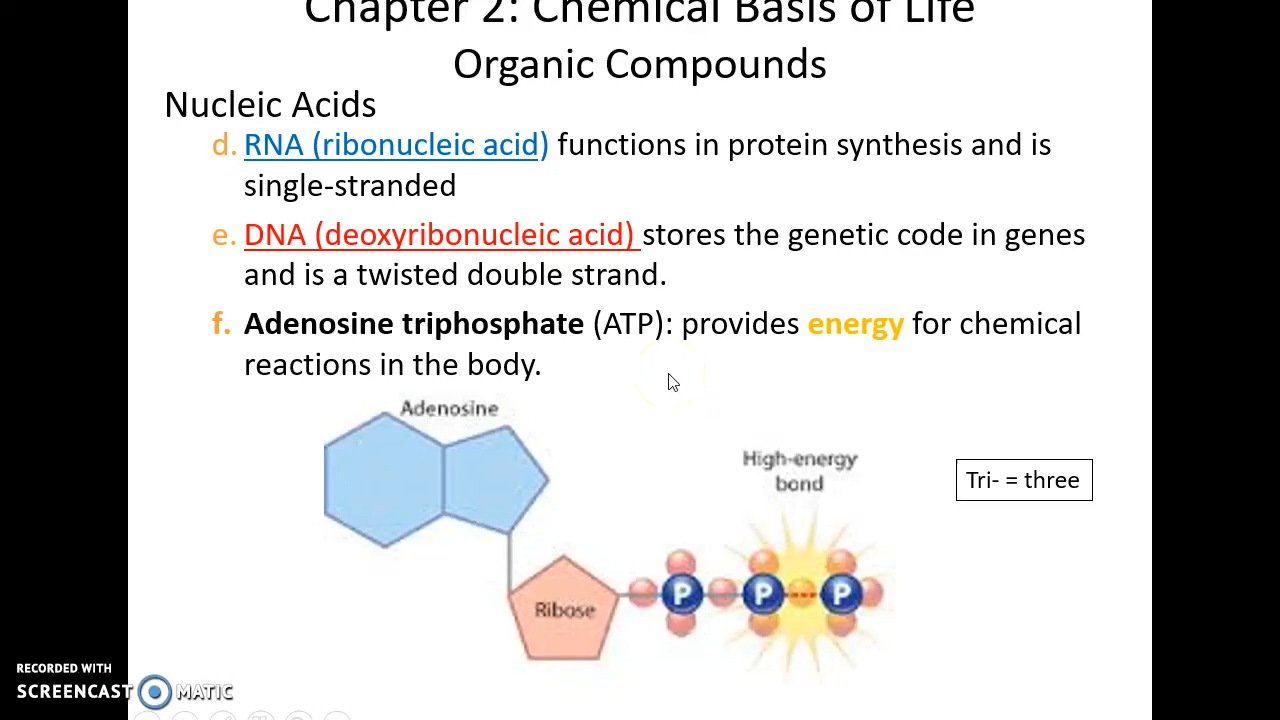 Chapter 2: Chemical Basis of Life
Organic Compounds
Nucleic Acids
d. RNA (ribonucleic acid) functions in protein synthesis and is
single-stranded
e. DNA (deoxyribonucleic acid) stores the genetic code in genes
and is a twisted double strand.
f. Adenosine triphosphate (ATP): provides energy for chemical
reactions in the body.
Adenosine
High-energy
bond
Tri- = three
Ribose
P P P
RECORDED WITH
SCREENCAST MATIC